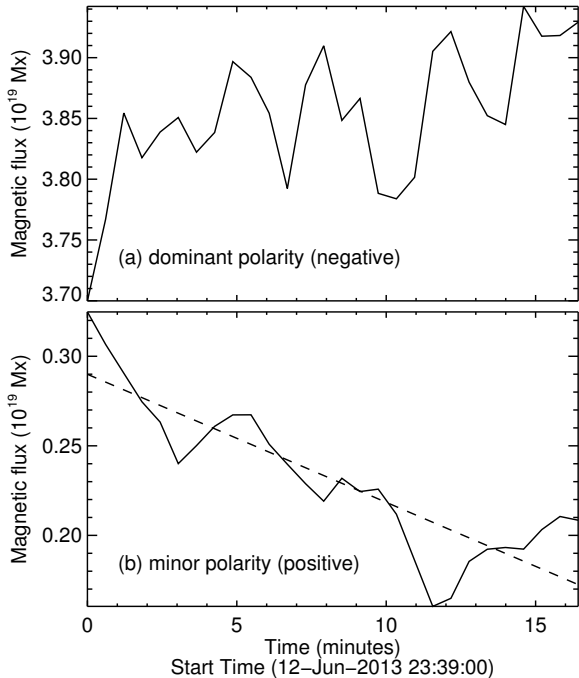 3.90
3.85
3.80
3.75
3.70
Magnetic flux (10¹⁹ Mx)
(a) dominant polarity (negative)
0.30
0.25
0.20
Magnetic flux (10¹⁹ Mx)
(b) minor polarity (positive)
0 5 10 15
Time (minutes)
Start Time (12−Jun−2013 23:39:00)